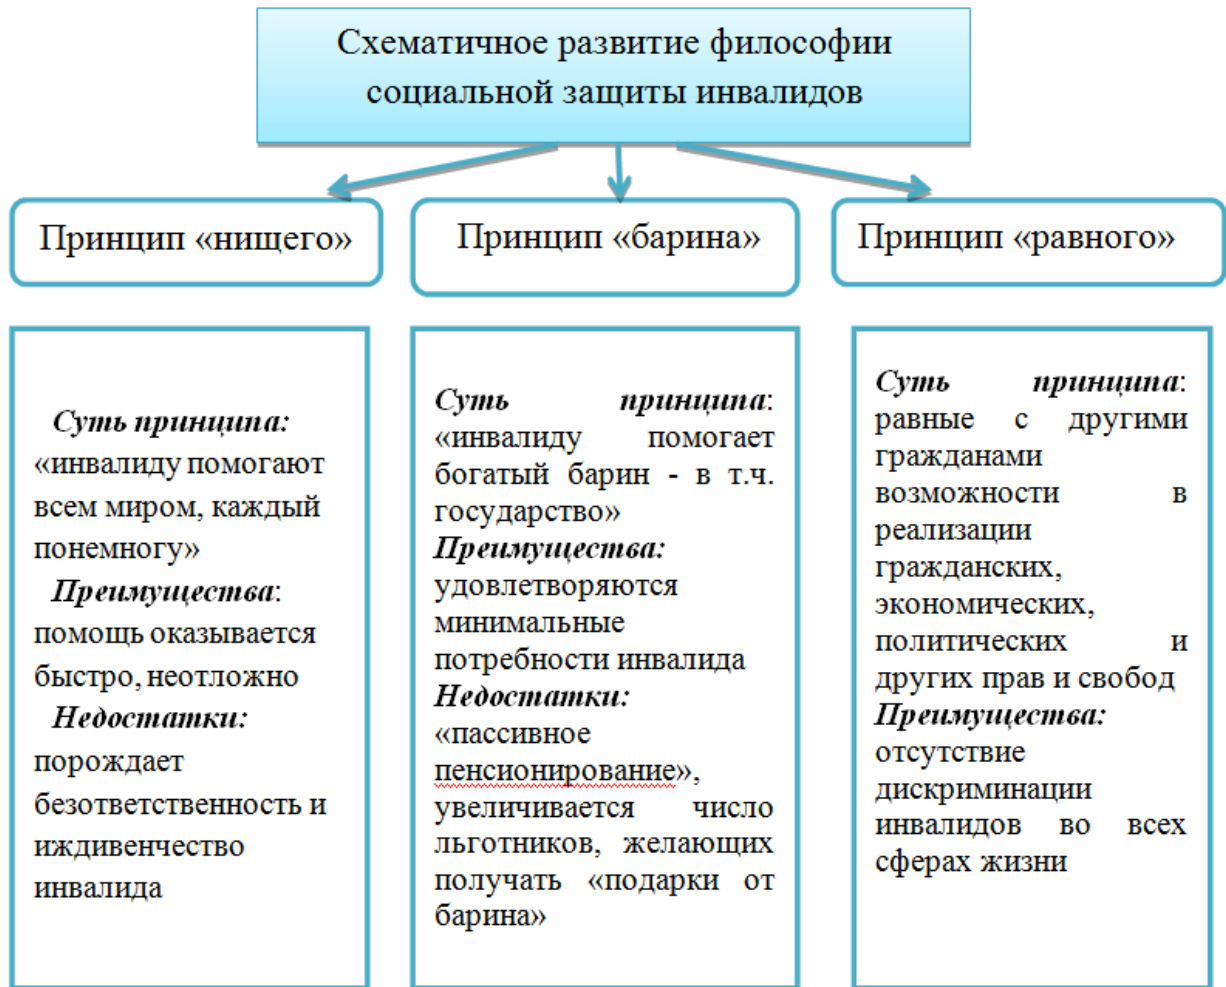 Схематичное развитие философии
социальной защиты инвалидов
Принцип «нищего»
Принцип «барина»
Принцип «равного»
Суть принципа:
«инвалиду помогают
всем миром, каждый
понемногу»
Преимущества:
помощь оказывается
быстро, неотложно
Недостатки:
порождает
безответственность и
иждивенчество
инвалида
Суть принципа:
«инвалиду помогает
богатый барин - в т.ч.
государство»
Преимущества:
удовлетворяются
минимальные
потребности инвалида
Недостатки:
«пассивное
пенсионирование»,
увеличивается число
льготников, желающих
получать «подарки от
барина»
Суть принципа:
равные с другими
гражданами
возможности в
реализации
гражданских,
экономических,
политических и
других прав и свобод
Преимущества:
отсутствие
дискриминации
инвалидов во всех
сферах жизни